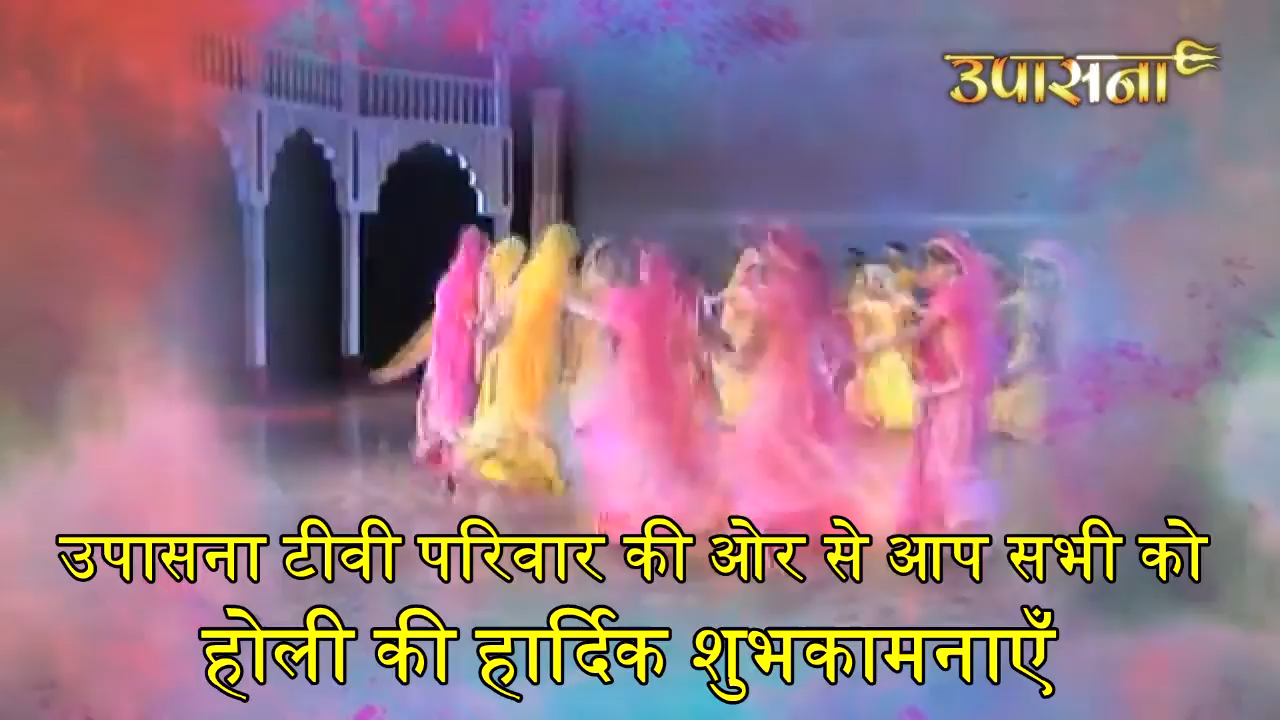 उपासना
उपासना टीवी परिवार की ओर से आप सभी को
होली की हार्दिक शुभकामनाएँ